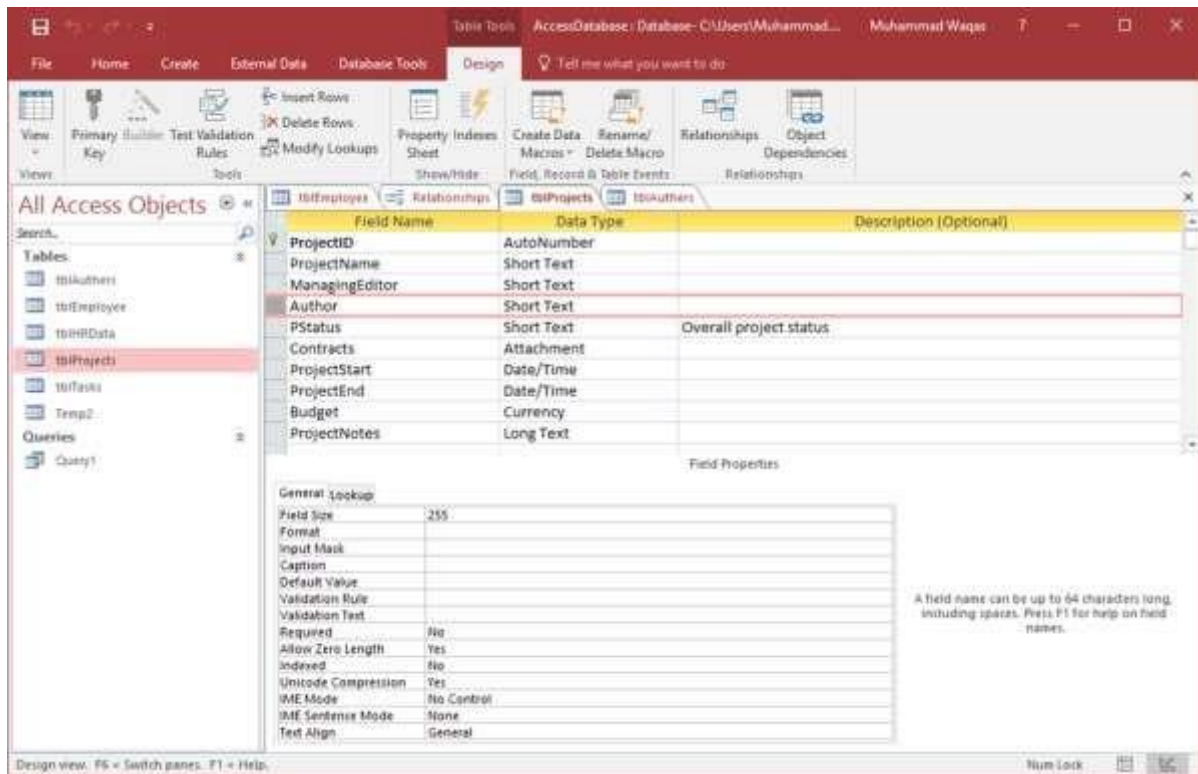 Table Tools
AccessDatabase : Database- C:\Users\Muhammad....
Muhammad Waqas
?
File Home Create External Data Database Tools Design Tell me what you want to do
View
Primary Key
Builder
Test Validation Rules
Insert Rows
Delete Rows
Modify Lookups
Property Sheet
Indexes
Create Data Macros
Rename/ Delete Macro
Relationships
Object Dependencies
Views
Tools
Show/Hide
Field, Record & Table Events
Relationships
All Access Objects
tblEmployee Relationships tblProjects tblAuthers
Search...
Tables
tblAuthers
tblEmployee
tblHRData
tblProjects
tblTasks
Temp2
Queries
Query1
Field Name Data Type Description (Optional)
ProjectID AutoNumber
ProjectName Short Text
ManagingEditor Short Text
Author Short Text
PStatus Short Text Overall project status
Contracts Attachment
ProjectStart Date/Time
ProjectEnd Date/Time
Budget Currency
ProjectNotes Long Text
Field Properties
General Lookup
Field Size 255
Format
Input Mask
Caption
Default Value
Validation Rule
Validation Text
Required No
Allow Zero Length Yes
Indexed No
Unicode Compression Yes
IME Mode No Control
IME Sentence Mode None
Text Align General
A field name can be up to 64 characters long,
including spaces. Press F1 for help on field
names.
Design view. F6 = Switch panes. F1 = Help.
Num Lock